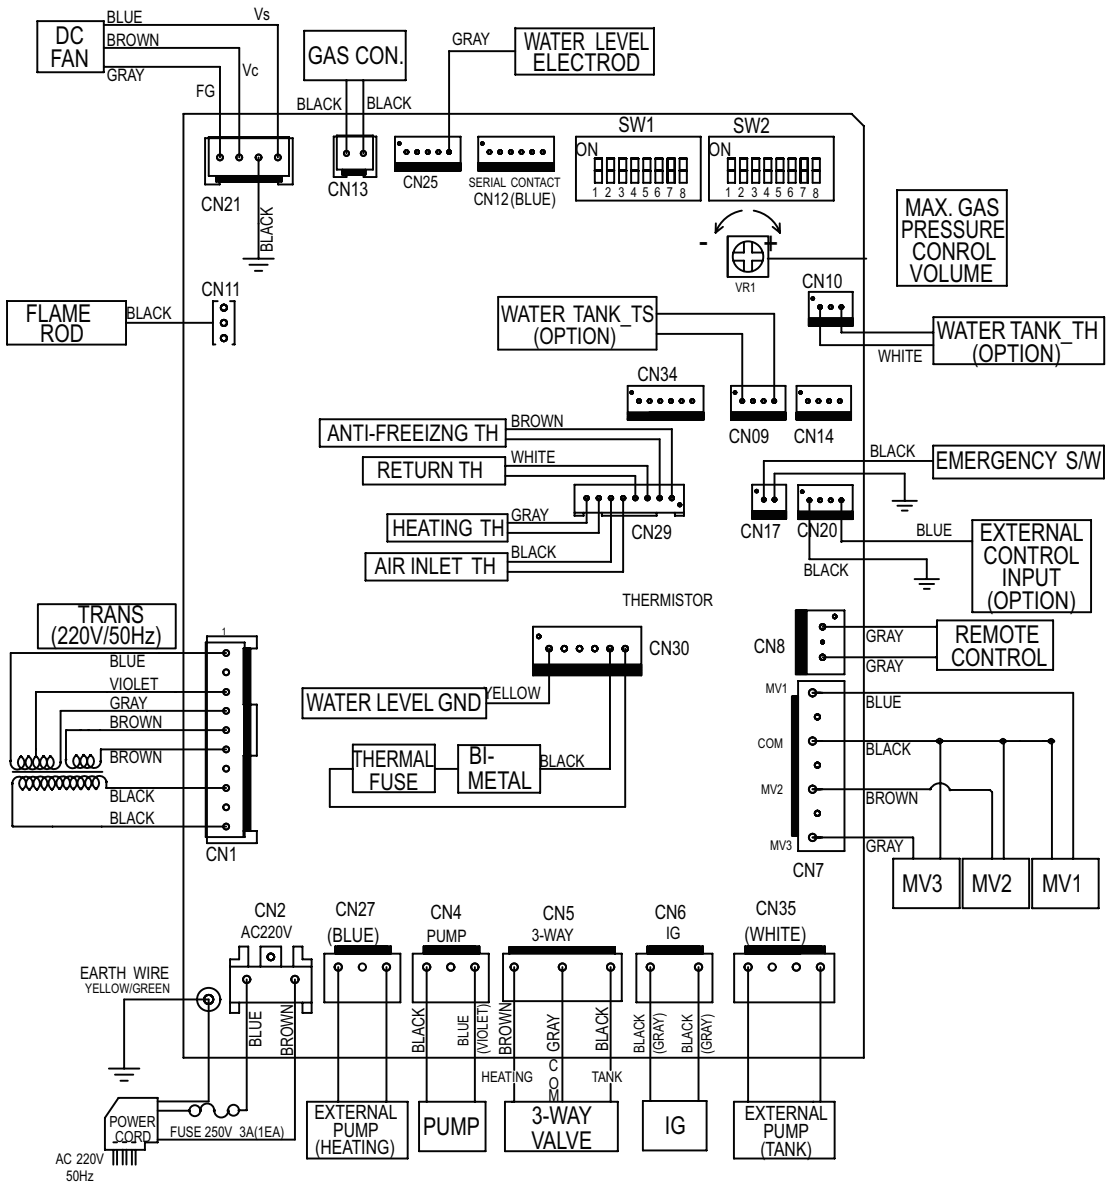 BLUE
Vs
DC
FAN
BROWN
GRAY
Vc
FG
GAS CON.
BLACK
BLACK
GRAY
WATER LEVEL
ELECTROD
CN21
BLACK
CN13
CN25
SERIAL CONTACT
CN12(BLUE)
SW1
ON
1 2 3 4 5 6 7 8
SW2
ON
1 2 3 4 5 6 7 8
- +
VR1
MAX. GAS
PRESSURE
CONROL
VOLUME
CN11
FLAME
ROD
BLACK
WATER TANK_TS
(OPTION)
CN10
WATER TANK_TH
(OPTION)
WHITE
CN34
CN09
CN14
ANTI-FREEIZNG TH
BROWN
RETURN TH
WHITE
HEATING TH
GRAY
AIR INLET TH
BLACK
CN29
BLACK
EMERGENCY S/W
CN17
CN20
BLUE
BLACK
EXTERNAL
CONTROL
INPUT
(OPTION)
THERMISTOR
TRANS
(220V/50Hz)
1
BLUE
VIOLET
GRAY
BROWN
BROWN
BLACK
BLACK
CN1
CN30
WATER LEVEL GND
YELLOW
THERMAL
FUSE
BI-
METAL
BLACK
CN8
GRAY
GRAY
REMOTE
CONTROL
MV1
BLUE
COM
BLACK
MV2
BROWN
MV3
GRAY
CN7
MV3
MV2
MV1
CN2
AC220V
CN27
(BLUE)
CN4
PUMP
CN5
3-WAY
CN6
IG
CN35
(WHITE)
EARTH WIRE
YELLOW/GREEN
BLUE
BROWN
BLACK
BLUE
(VIOLET)
BROWN
GRAY
BLACK
BLACK
(GRAY)
BLACK
(GRAY)
HEATING
COM
TANK
POWER
CORD
FUSE 250V 3A(1EA)
AC 220V
50Hz
EXTERNAL
PUMP
(HEATING)
PUMP
3-WAY
VALVE
IG
EXTERNAL
PUMP
(TANK)